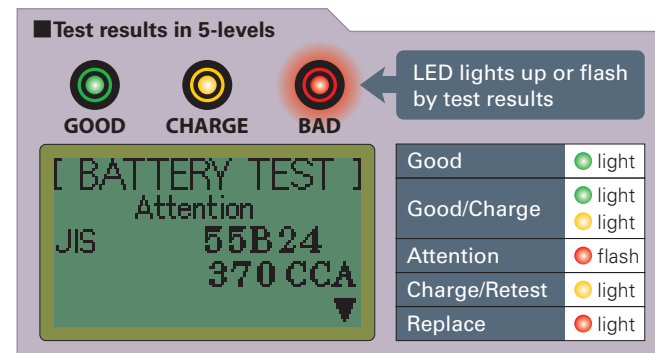 ■Test results in 5-levels
GOOD CHARGE BAD
LED lights up or flash
by test results
[ BATTERY TEST ]
Attention
JIS 55B24
370 CCA
▼
Good light
Good/Charge light
light
Attention flash
Charge/Retest light
Replace light